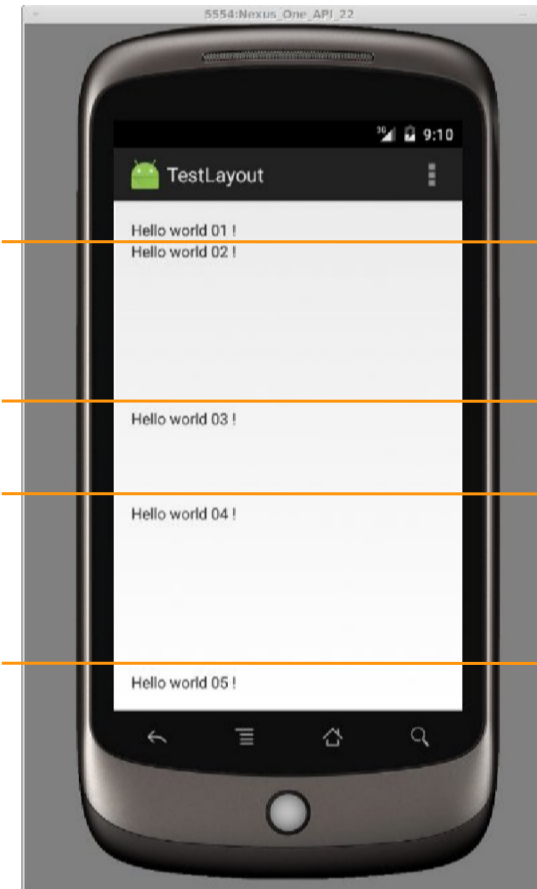 5554:Nexus_One_API_22
3G 9:10
TestLayout
Hello world 01 !
Hello world 02 !
Hello world 03 !
Hello world 04 !
Hello world 05 !